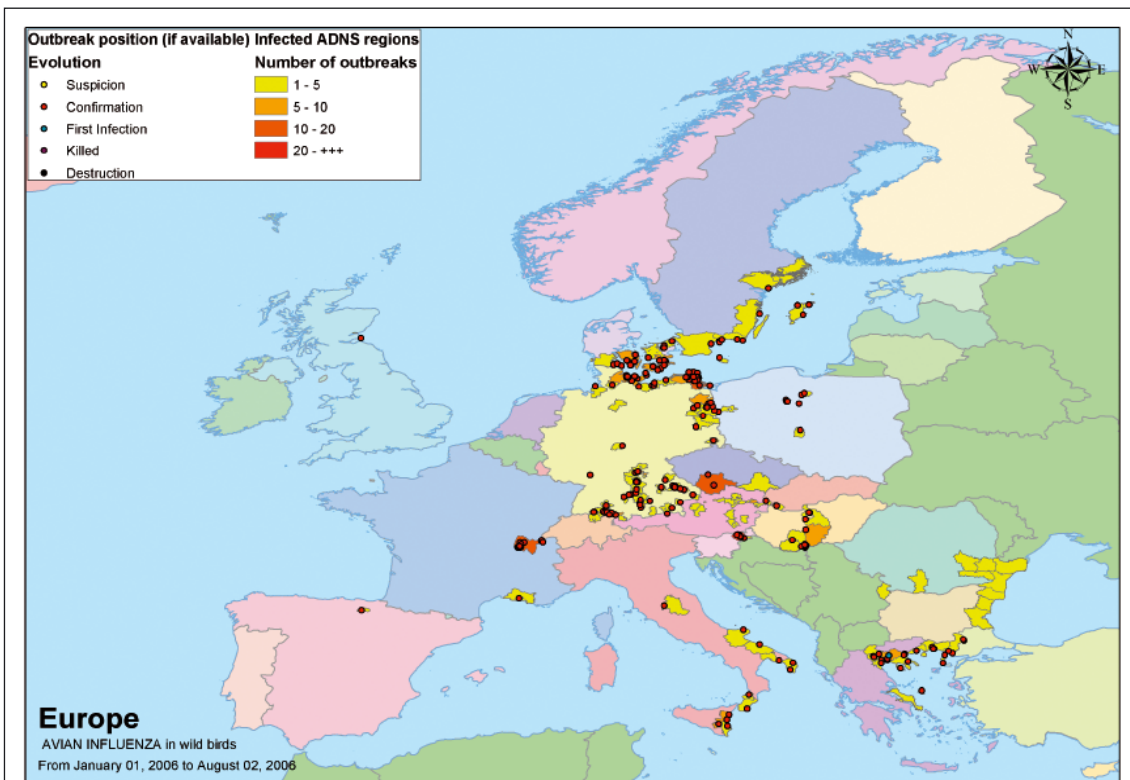 Outbreak position (if available) Infected ADNS regions
Evolution Number of outbreaks
Suspicion 1 - 5
Confirmation 5 - 10
First Infection 10 - 20
Killed 20 - +++
Destruction
N
W E
S
Europe
AVIAN INFLUENZA in wild birds
From January 01, 2006 to August 02, 2006